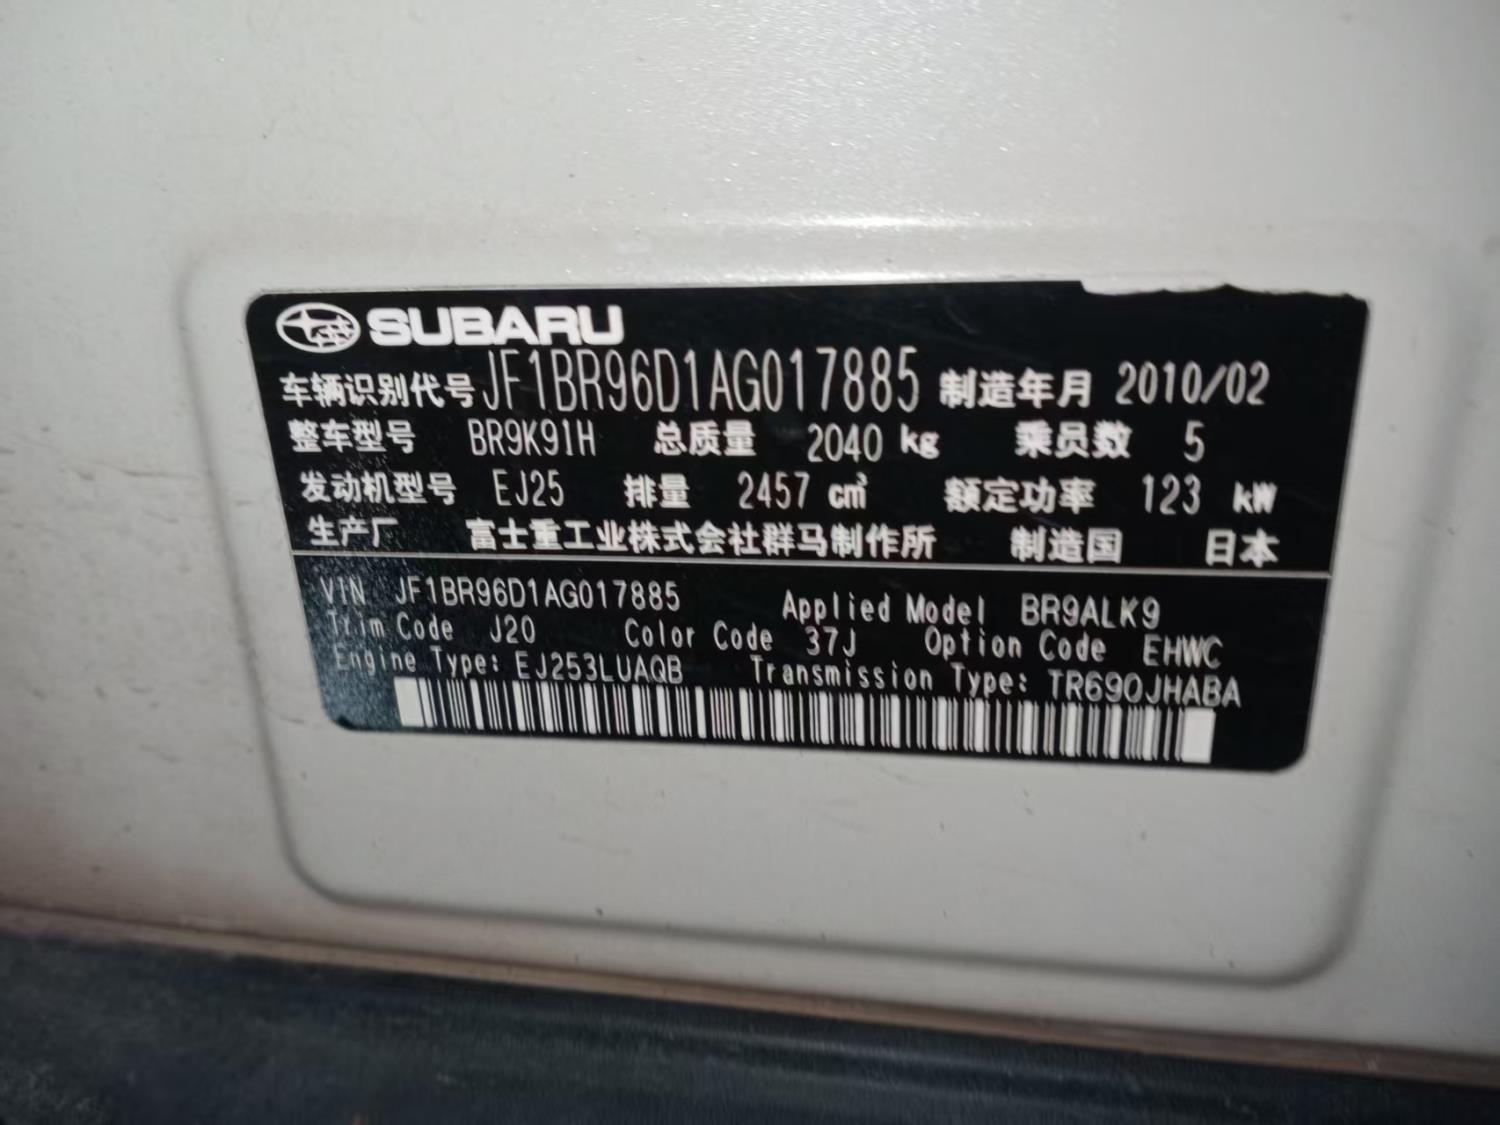 SUBARU
车辆识别代号 JF1BR96D1AG017885 制造年月 2010/02
整车型号 BR9K91H 总质量 2040 kg 乘员数 5
发动机型号 EJ25 排量 2457 cm³ 额定功率 123 kW
生产厂 富士重工业株式会社群马制作所 制造国 日本
VIN JF1BR96D1AG017885 Applied Model BR9ALK9
Trim Code J20 Color Code 37J Option Code EHWC
Engine Type: EJ253LUAQB Transmission Type: TR690JHABA